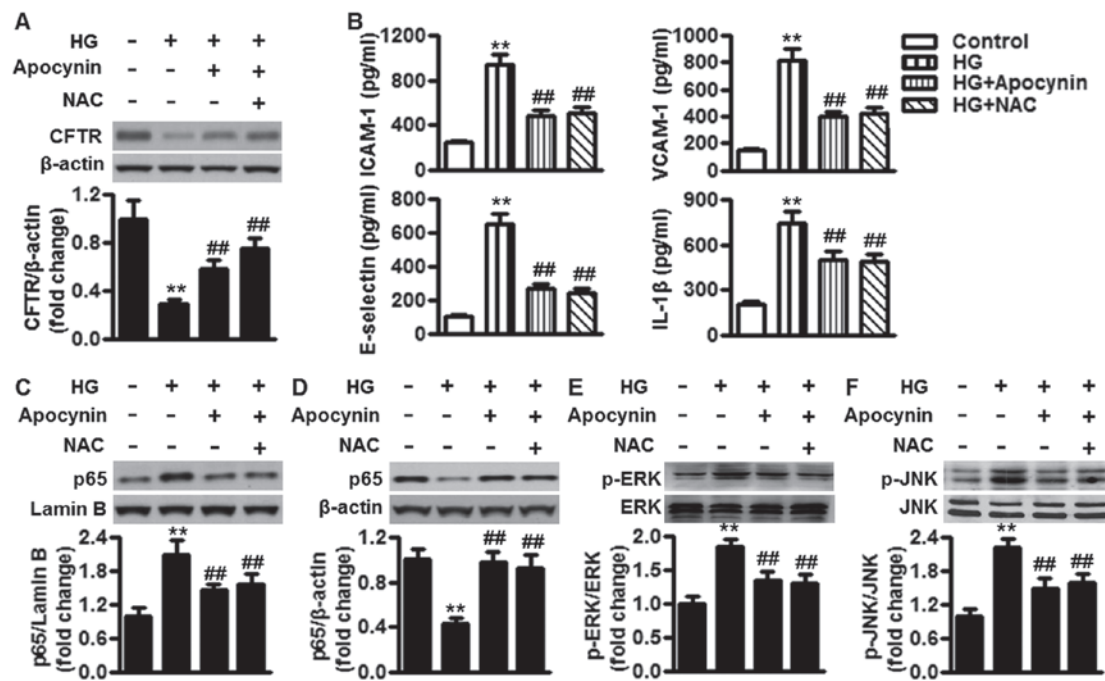 A
HG - + + +
Apocynin - - + +
NAC - - - +
CFTR
β-actin
CFTR/β-actin
(fold change)
1.2
0.8
0.4
0.0
**
##
##
B
ICAM-1 (pg/ml)
1200
800
400
0
**
##
##
VCAM-1 (pg/ml)
1000
800
600
400
200
0
**
##
##
Control
HG
HG+Apocynin
HG+NAC
E-selectin (pg/ml)
800
600
400
200
0
**
##
##
IL-1β (pg/ml)
900
600
300
0
**
##
##
C
HG - + + +
Apocynin - - + +
NAC - - - +
p65
Lamin B
p65/Lamin B
(fold change)
2.4
1.8
1.2
0.6
0.0
**
##
##
D
HG - + + +
Apocynin - - + +
NAC - - - +
p65
β-actin
p65/β-actin
(fold change)
1.2
0.8
0.4
0.0
**
##
##
E
HG - + + +
Apocynin - - + +
NAC - - - +
p-ERK
ERK
p-ERK/ERK
(fold change)
2.0
1.5
1.0
0.5
0.0
**
##
##
F
HG - + + +
Apocynin - - + +
NAC - - - +
p-JNK
JNK
p-JNK/JNK
(fold change)
2.4
1.8
1.2
0.6
0.0
**
##
##